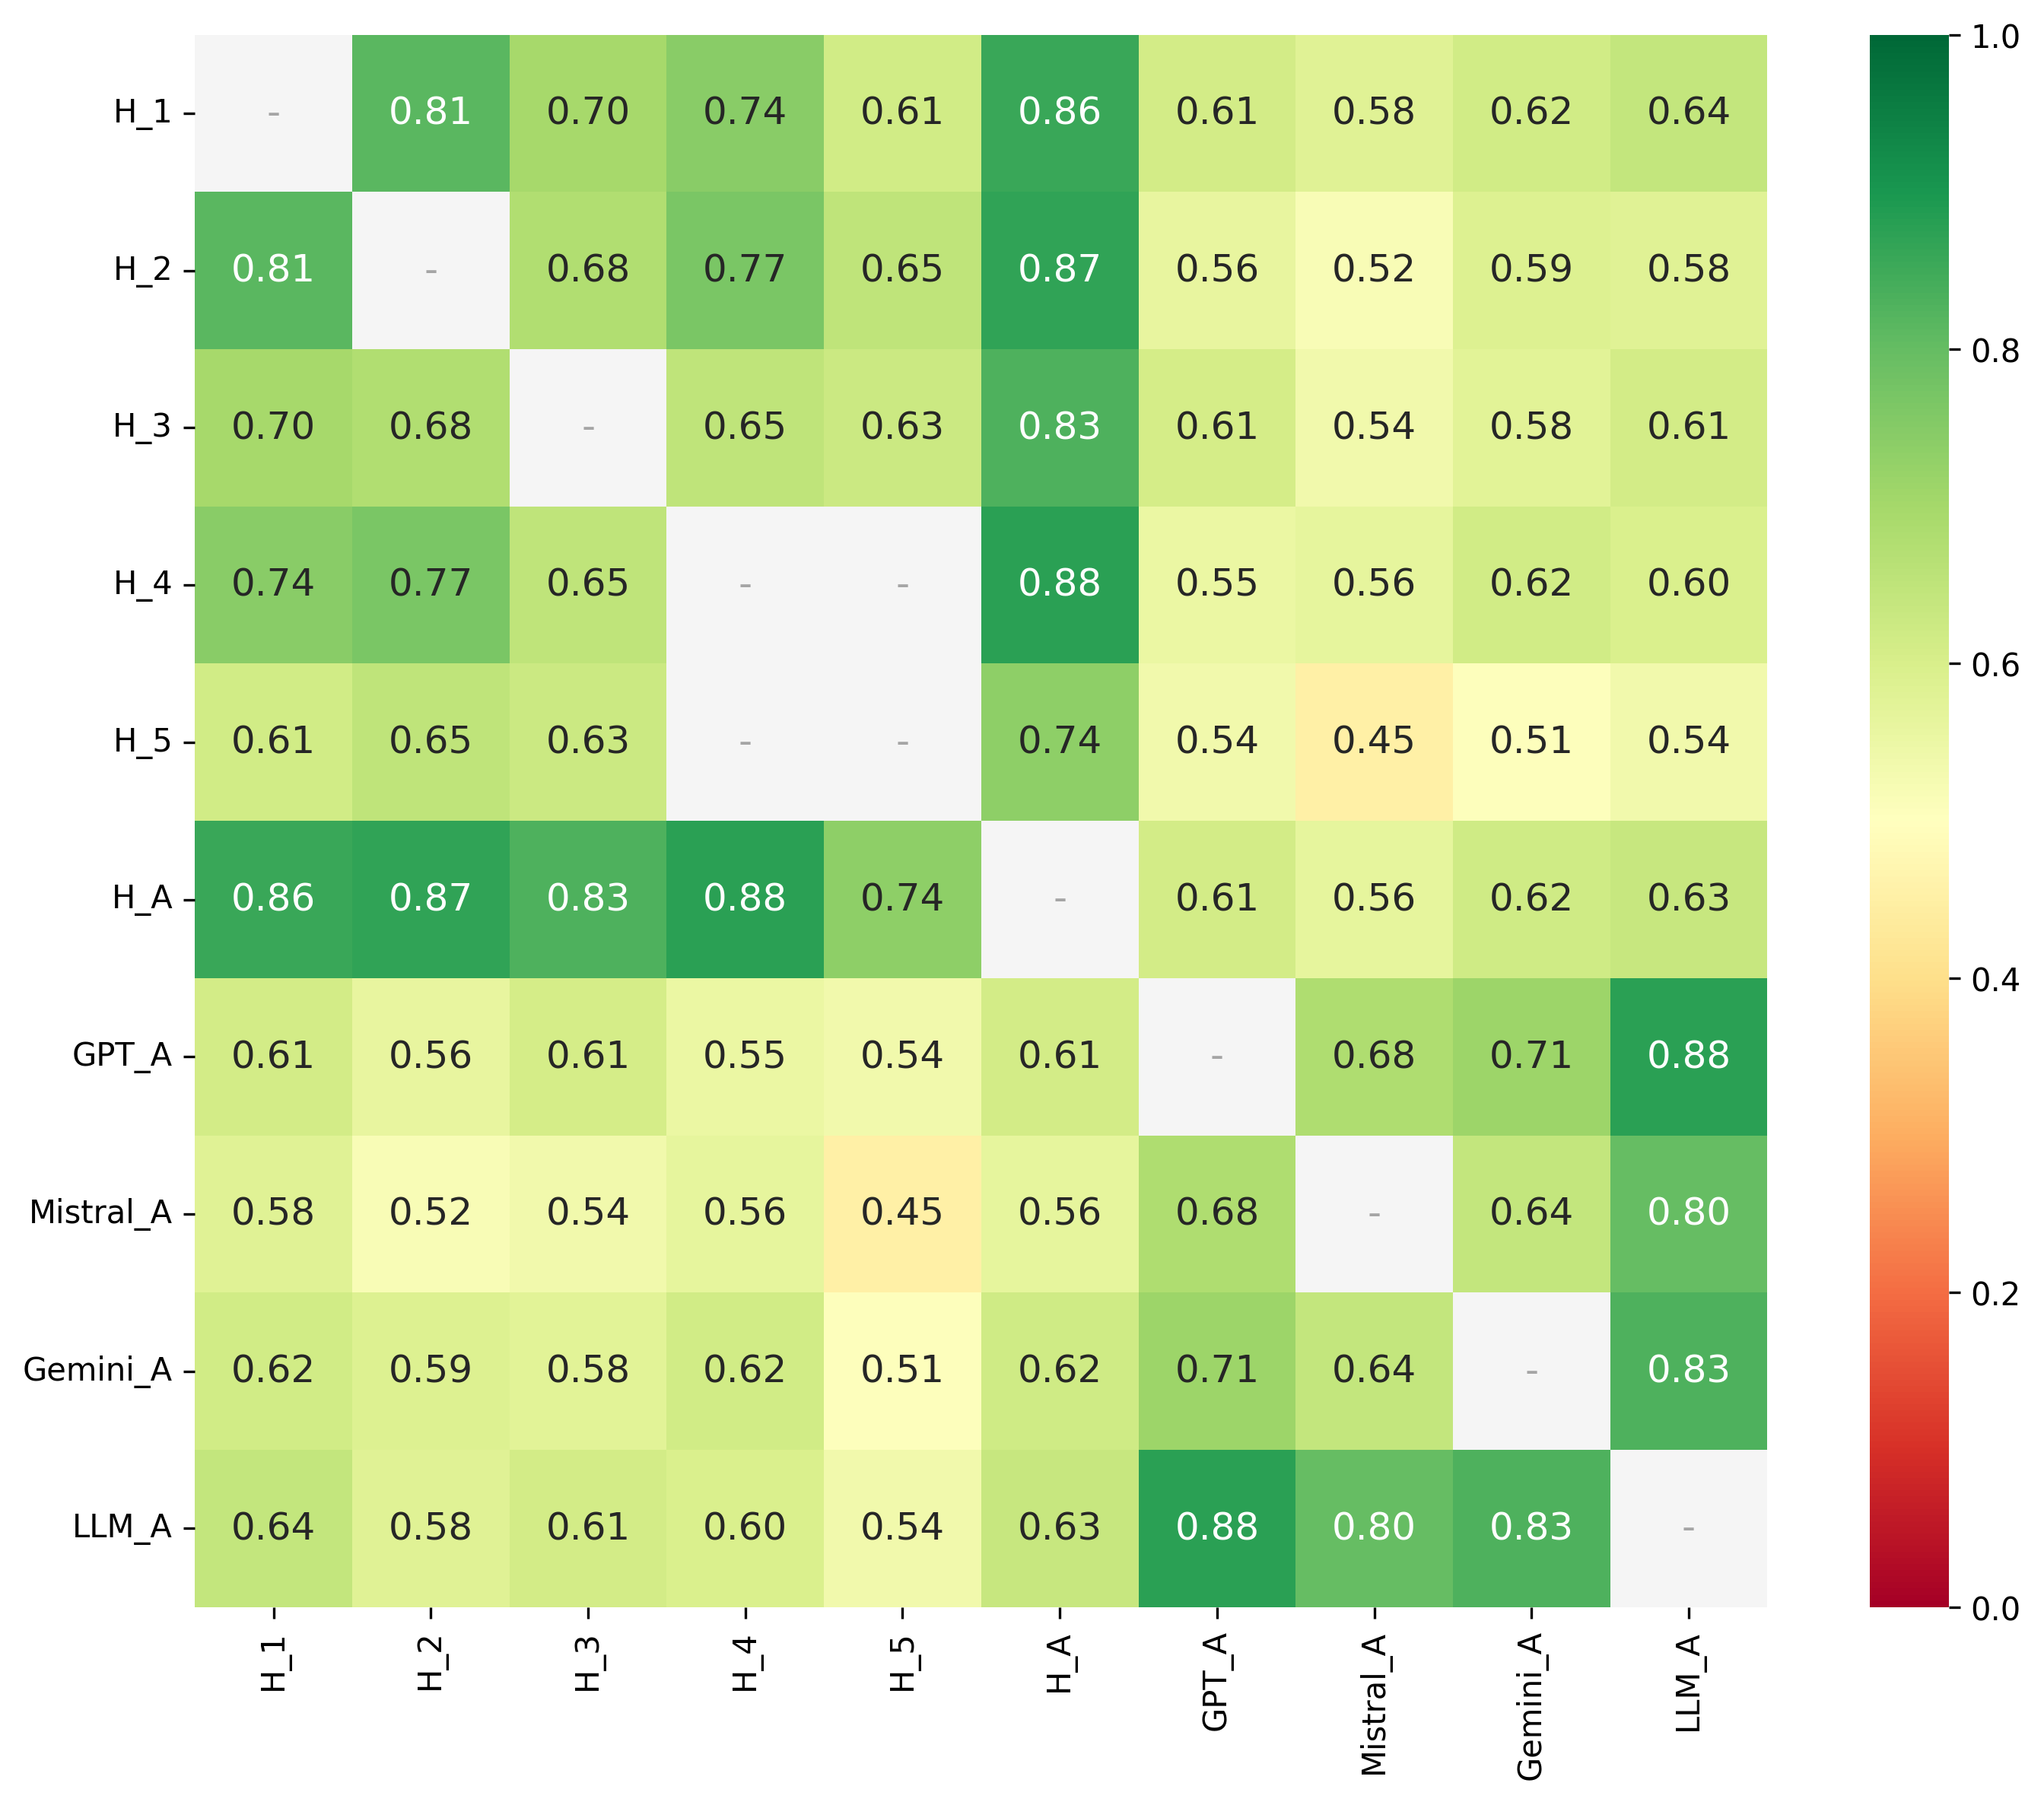 H_1 - 0.81 0.70 0.74 0.61 0.86 0.61 0.58 0.62 0.64
H_2 0.81 - 0.68 0.77 0.65 0.87 0.56 0.52 0.59 0.58
H_3 0.70 0.68 - 0.65 0.63 0.83 0.61 0.54 0.58 0.61
H_4 0.74 0.77 0.65 - - 0.88 0.55 0.56 0.62 0.60
H_5 0.61 0.65 0.63 - - 0.74 0.54 0.45 0.51 0.54
H_A 0.86 0.87 0.83 0.88 0.74 - 0.61 0.56 0.62 0.63
GPT_A 0.61 0.56 0.61 0.55 0.54 0.61 - 0.68 0.71 0.88
Mistral_A 0.58 0.52 0.54 0.56 0.45 0.56 0.68 - 0.64 0.80
Gemini_A 0.62 0.59 0.58 0.62 0.51 0.62 0.71 0.64 - 0.83
LLM_A 0.64 0.58 0.61 0.60 0.54 0.63 0.88 0.80 0.83 -
H_1 H_2 H_3 H_4 H_5 H_A GPT_A Mistral_A Gemini_A LLM_A
1.0
0.8
0.6
0.4
0.2
0.0